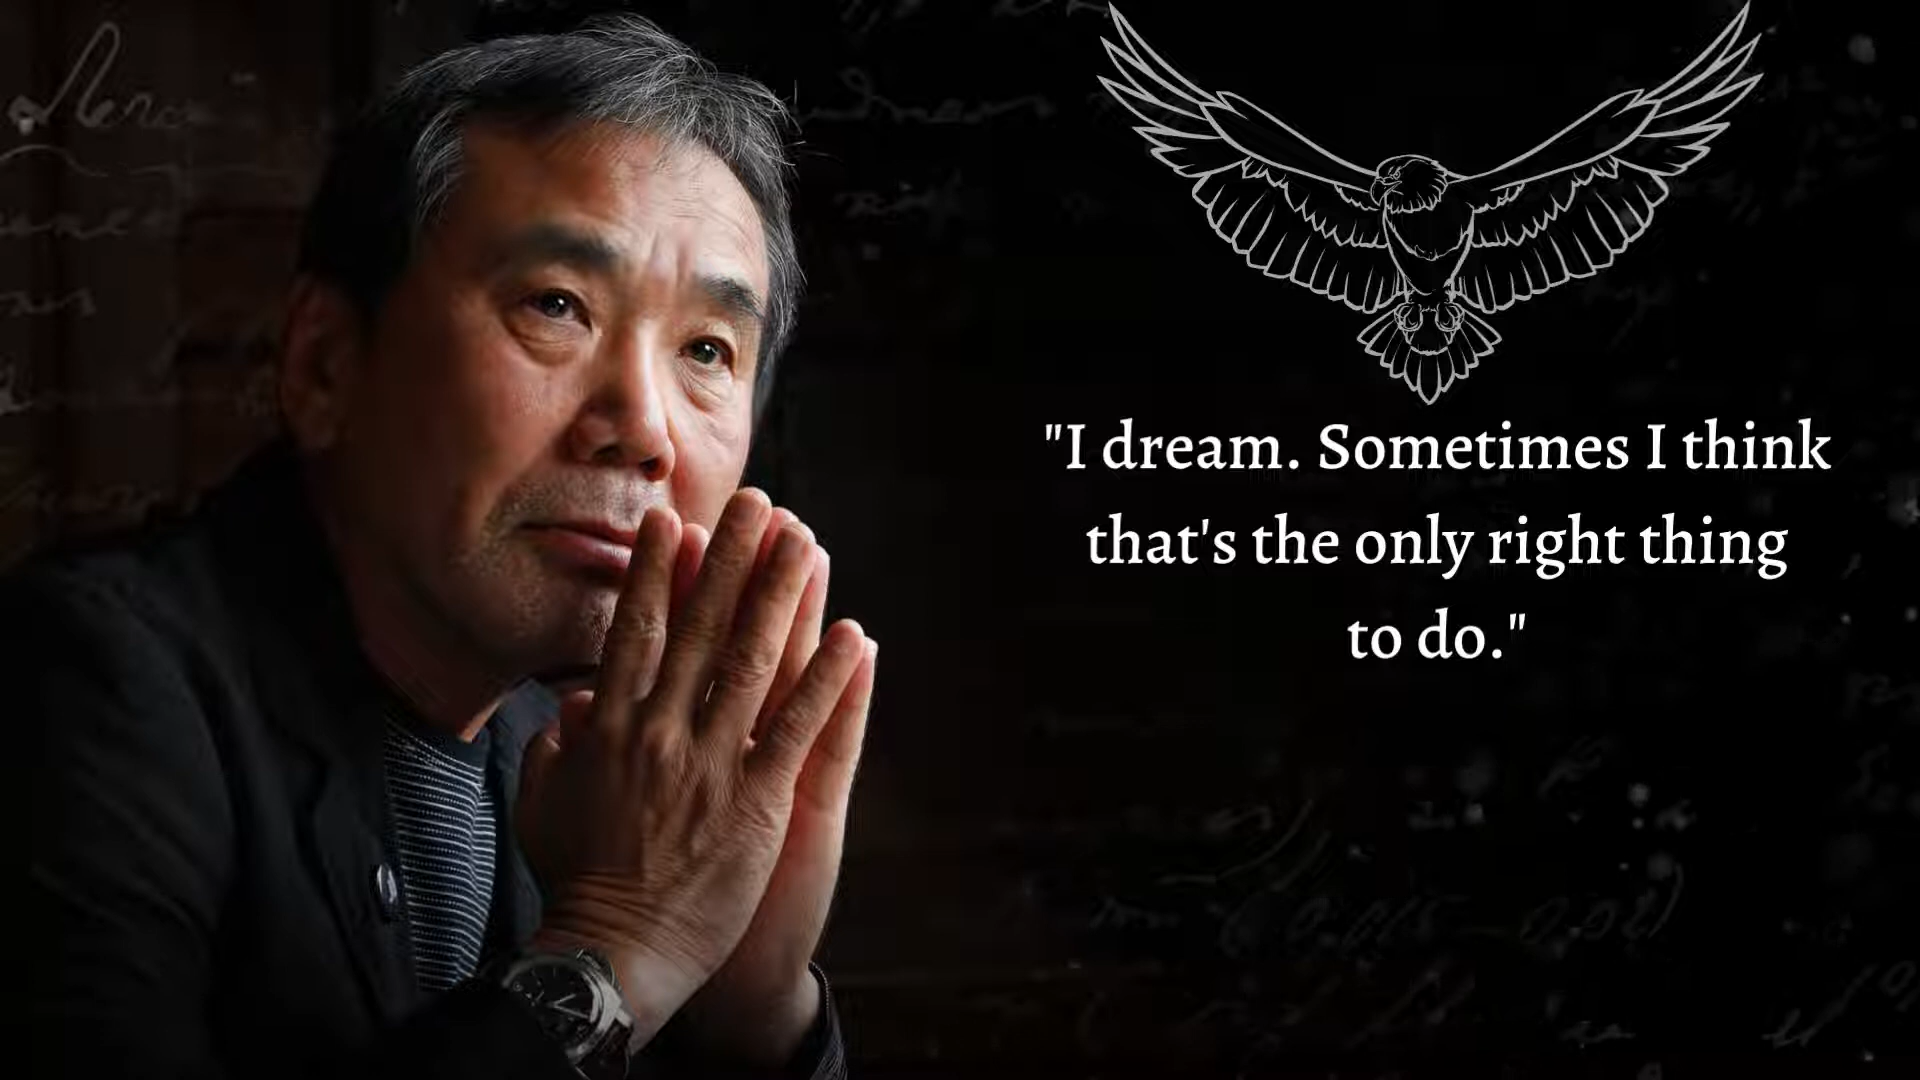 "I dream. Sometimes I think
that's the only right thing
to do."